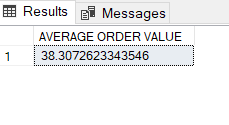 Results Messages
AVERAGE ORDER VALUE
1 38.3072623343546